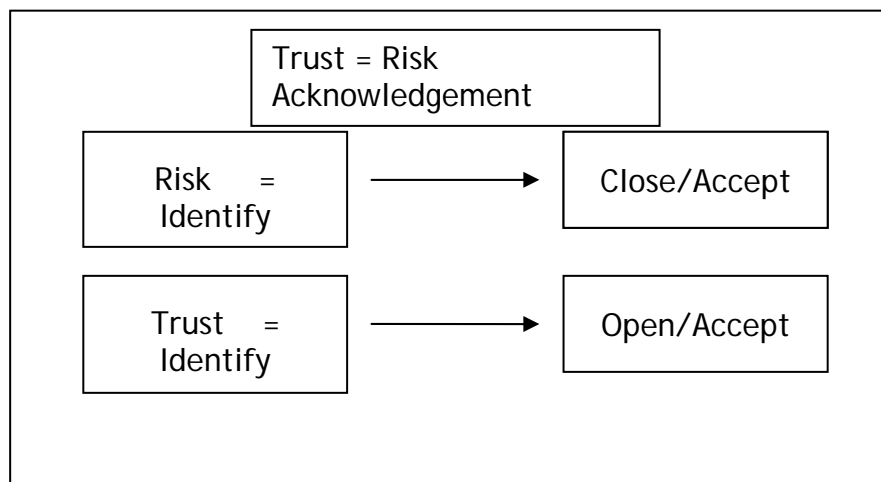 Trust = Risk
Acknowledgement
Risk =
Identify
Close/Accept
Trust =
Identify
Open/Accept